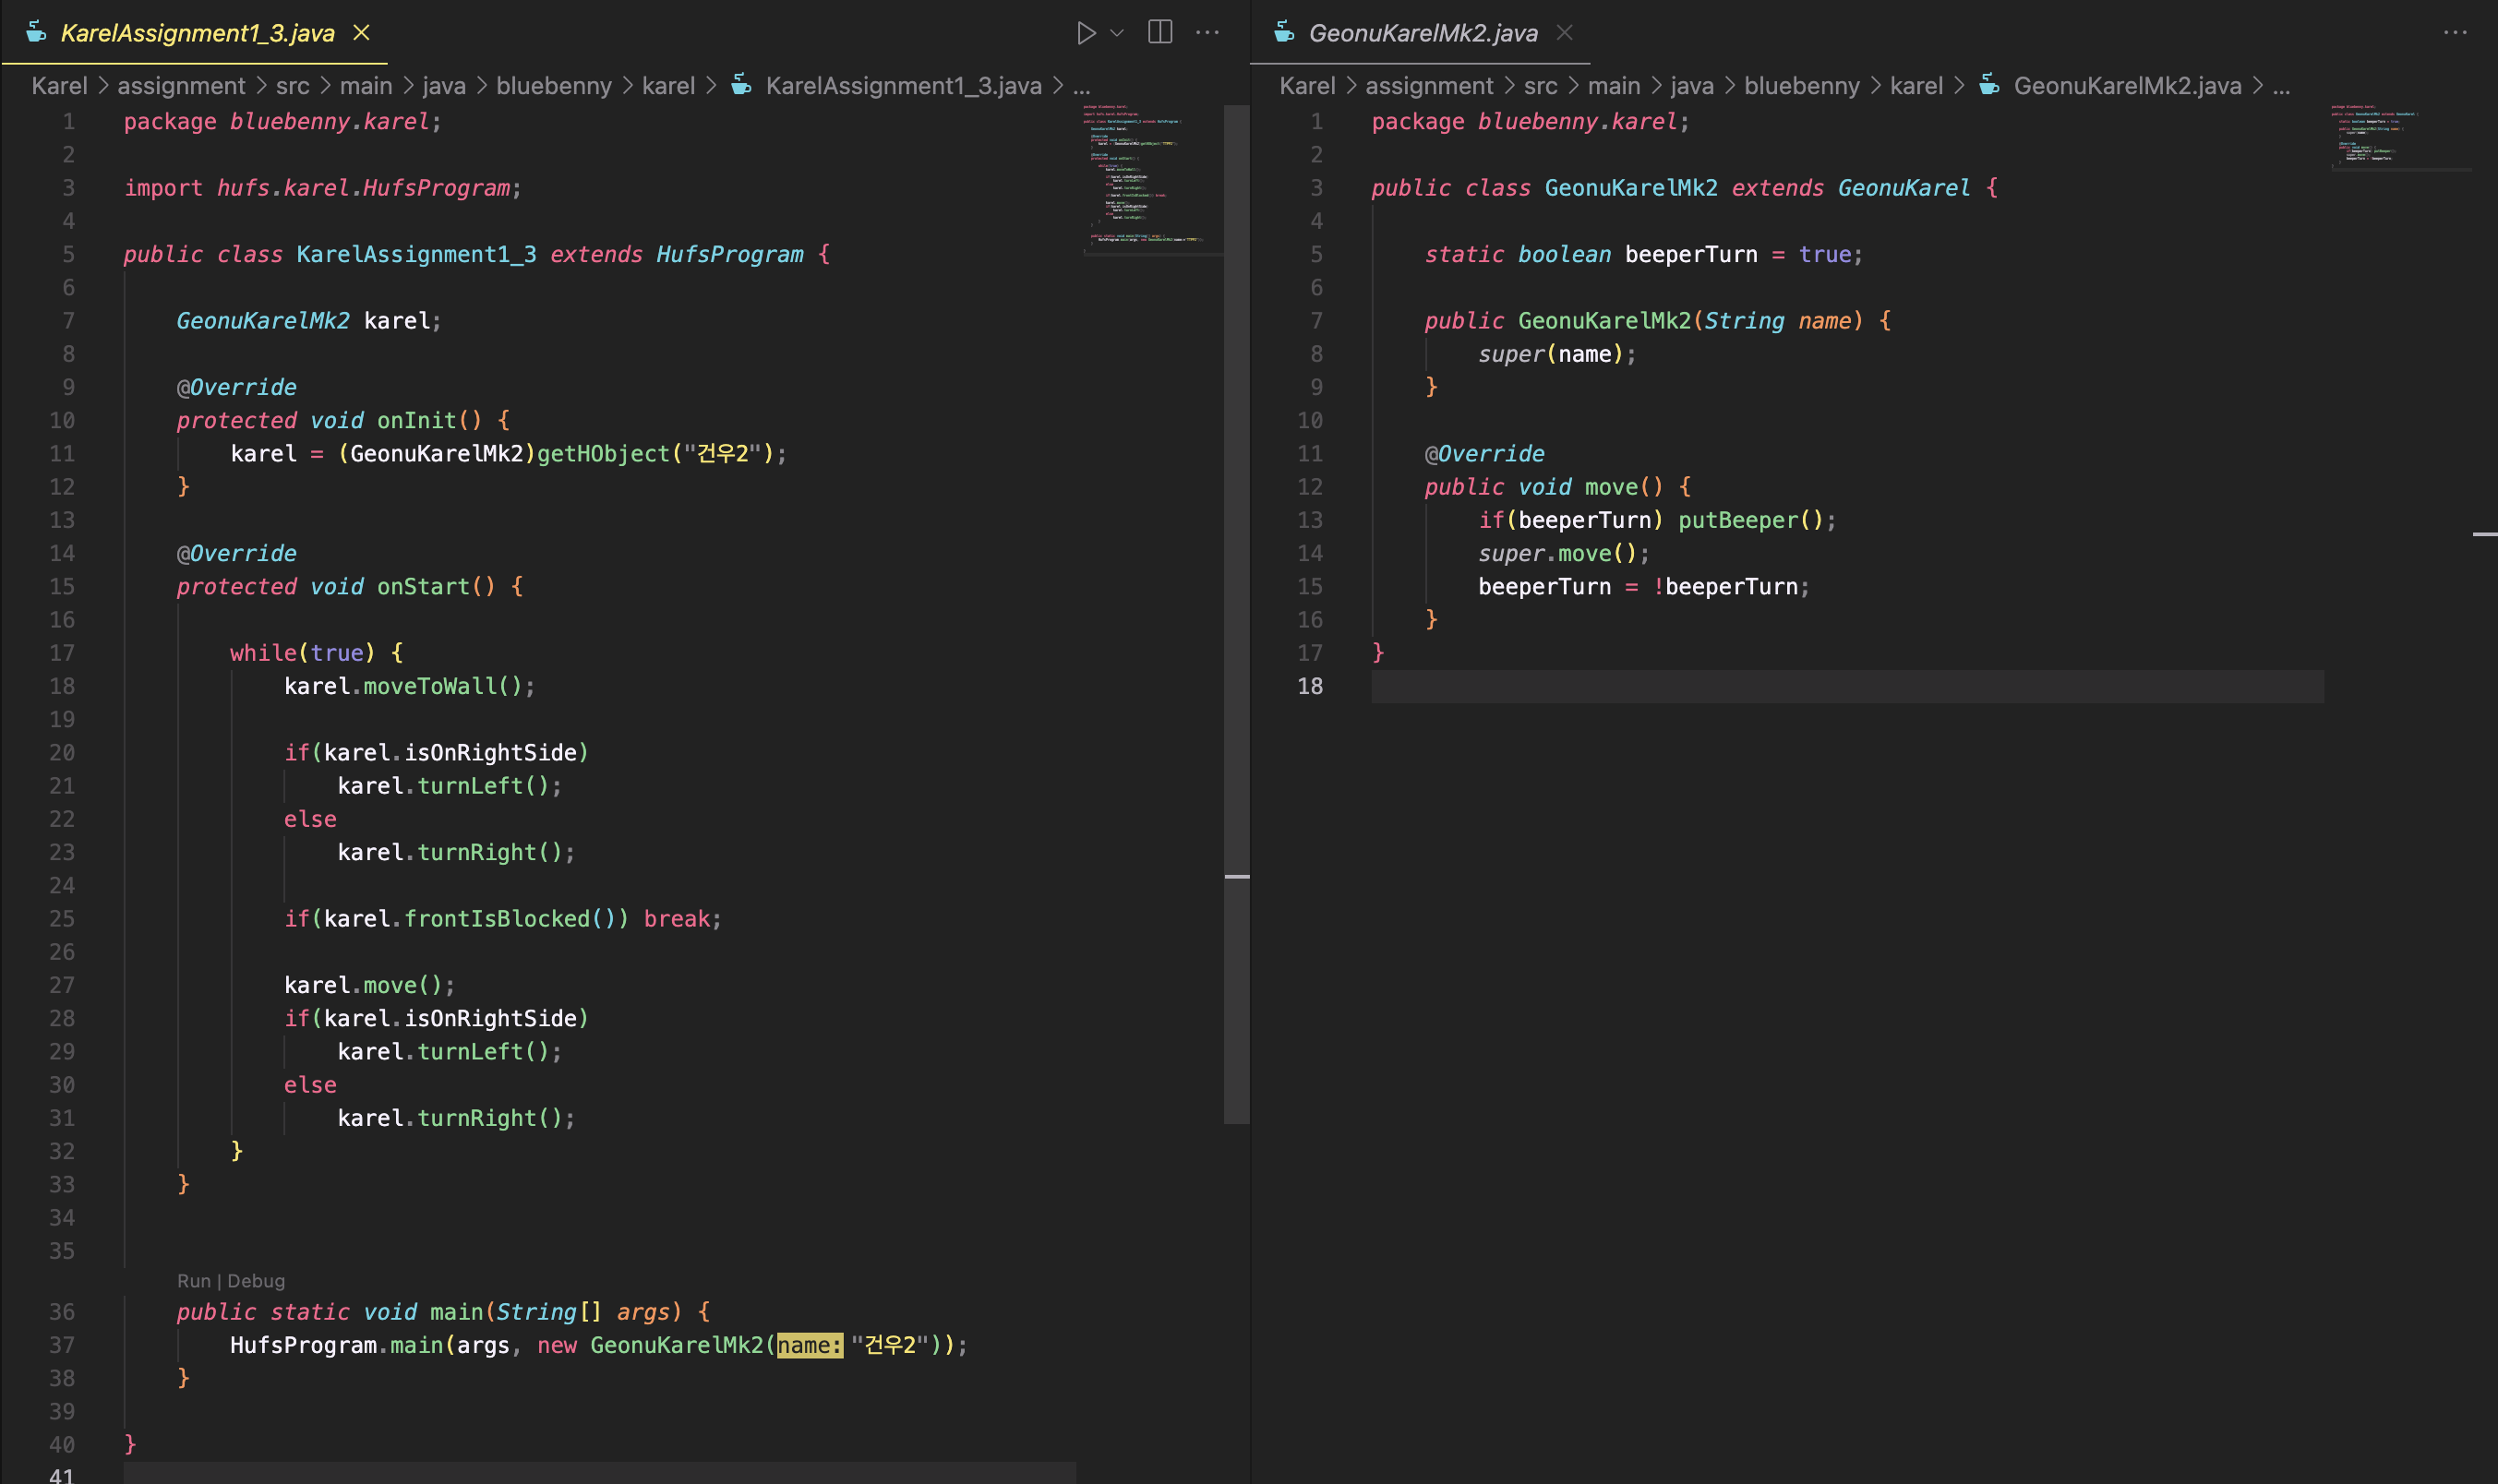 KarelAssignment1_3.java
Karel > assignment > src > main > java > bluebenny > karel > KarelAssignment1_3.java > ...
1 package bluebenny.karel;
2
3 import hufs.karel.HufsProgram;
4
5 public class KarelAssignment1_3 extends HufsProgram {
6
7 GeonuKarelMk2 karel;
8
9 @Override
10 protected void onInit() {
11 karel = (GeonuKarelMk2)getHObject("건우2");
12 }
13
14 @Override
15 protected void onStart() {
16
17 while(true) {
18 karel.moveToWall();
19
20 if(karel.isOnRightSide)
21 karel.turnLeft();
22 else
23 karel.turnRight();
24
25 if(karel.frontIsBlocked()) break;
26
27 karel.move();
28 if(karel.isOnRightSide)
29 karel.turnLeft();
30 else
31 karel.turnRight();
32 }
33 }
34
35
Run | Debug
36 public static void main(String[] args) {
37 HufsProgram.main(args, new GeonuKarelMk2(name:"건우2"));
38 }
39
40 }
41
GeonuKarelMk2.java
Karel > assignment > src > main > java > bluebenny > karel > GeonuKarelMk2.java > ...
1 package bluebenny.karel;
2
3 public class GeonuKarelMk2 extends GeonuKarel {
4
5 static boolean beeperTurn = true;
6
7 public GeonuKarelMk2(String name) {
8 super(name);
9 }
10
11 @Override
12 public void move() {
13 if(beeperTurn) putBeeper();
14 super.move();
15 beeperTurn = !beeperTurn;
16 }
17 }
18